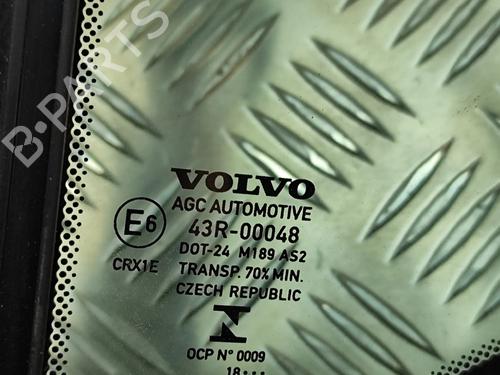 B-PARTS
VOLVO
AGC AUTOMOTIVE
E6
43R-00048
DOT-24 M189 AS2
CRX1E
TRANSP. 70% MIN.
CZECH REPUBLIC
N
OCP N° 0009
18•••